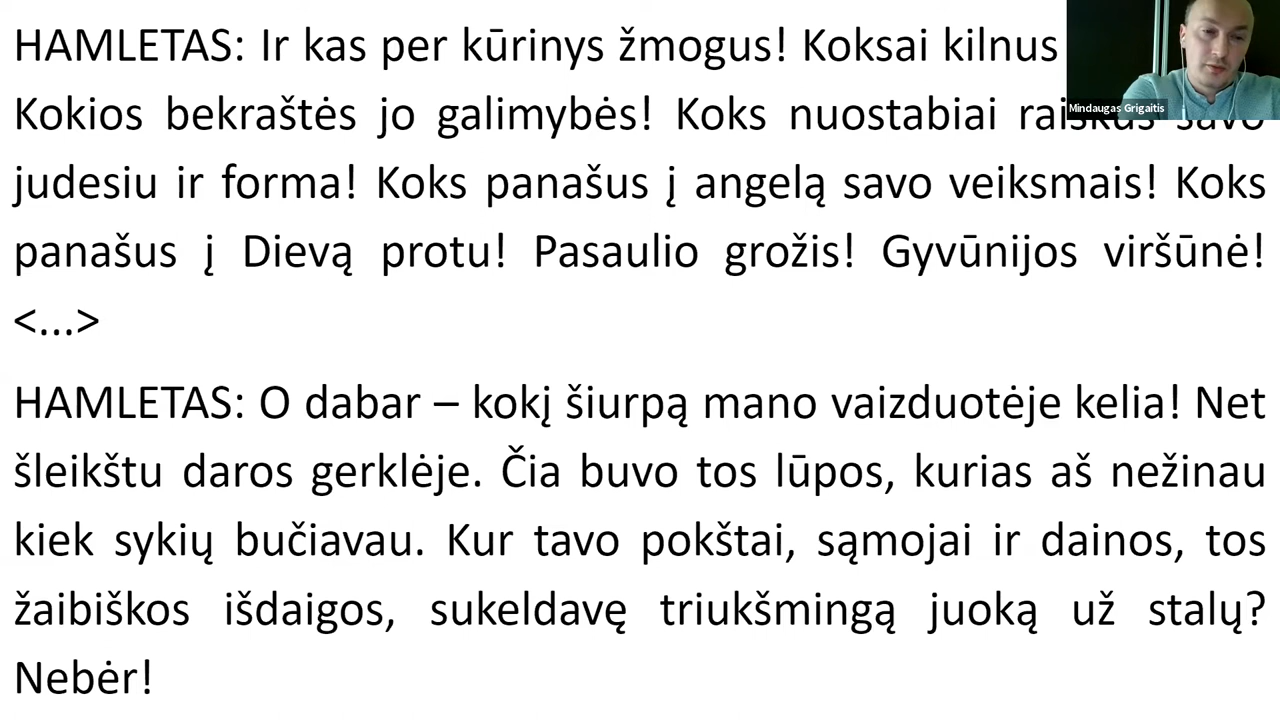 HAMLETAS: Ir kas per kūrinys žmogus! Koksai kilnus
Mindaugas Grigaitis
Kokios bekraštės jo galimybės! Koks nuostabiai raiškus savo
judesiu ir forma! Koks panašus į angelą savo veiksmais! Koks
panašus į Dievą protu! Pasaulio grožis! Gyvūnijos viršūnė!
<...>
HAMLETAS: O dabar – kokį šiurpą mano vaizduotėje kelia! Net
šleikštu daros gerklėje. Čia buvo tos lūpos, kurias aš nežinau
kiek sykių bučiavau. Kur tavo pokštai, sąmojai ir dainos, tos
žaibiškos išdaigos, sukeldavę triukšmingą juoką už stalų?
Nebėr!